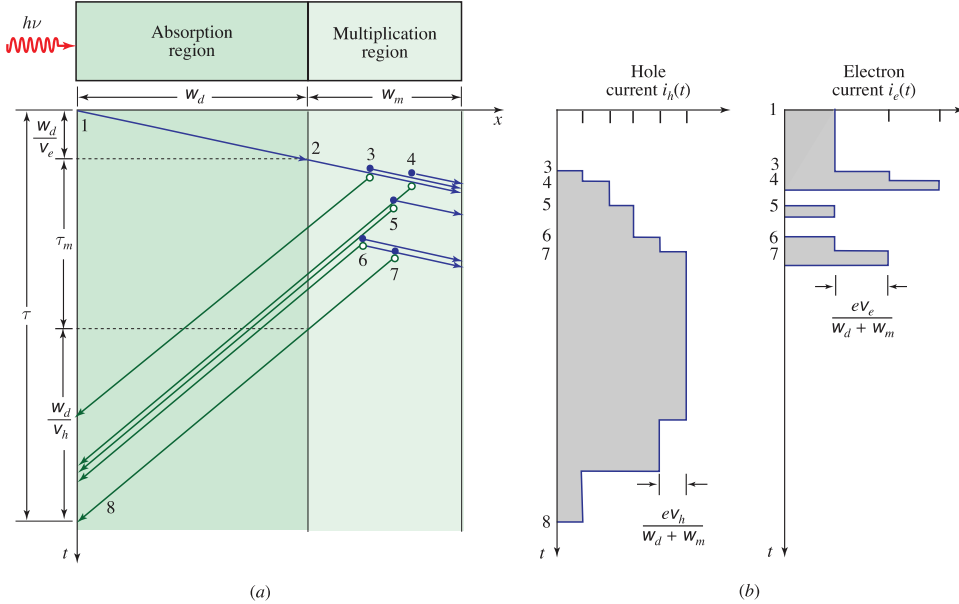 hν
Absorption
region
Multiplication
region
w_d
w_m
x
w_d/v_e
τ_m
τ
w_d/v_h
1
2
3
4
5
6
7
8
t
(a)
Hole
current i_h(t)
3
4
5
6
7
8
ev_h
w_d + w_m
t
Electron
current i_e(t)
1
3
4
5
6
7
ev_e
w_d + w_m
t
(b)